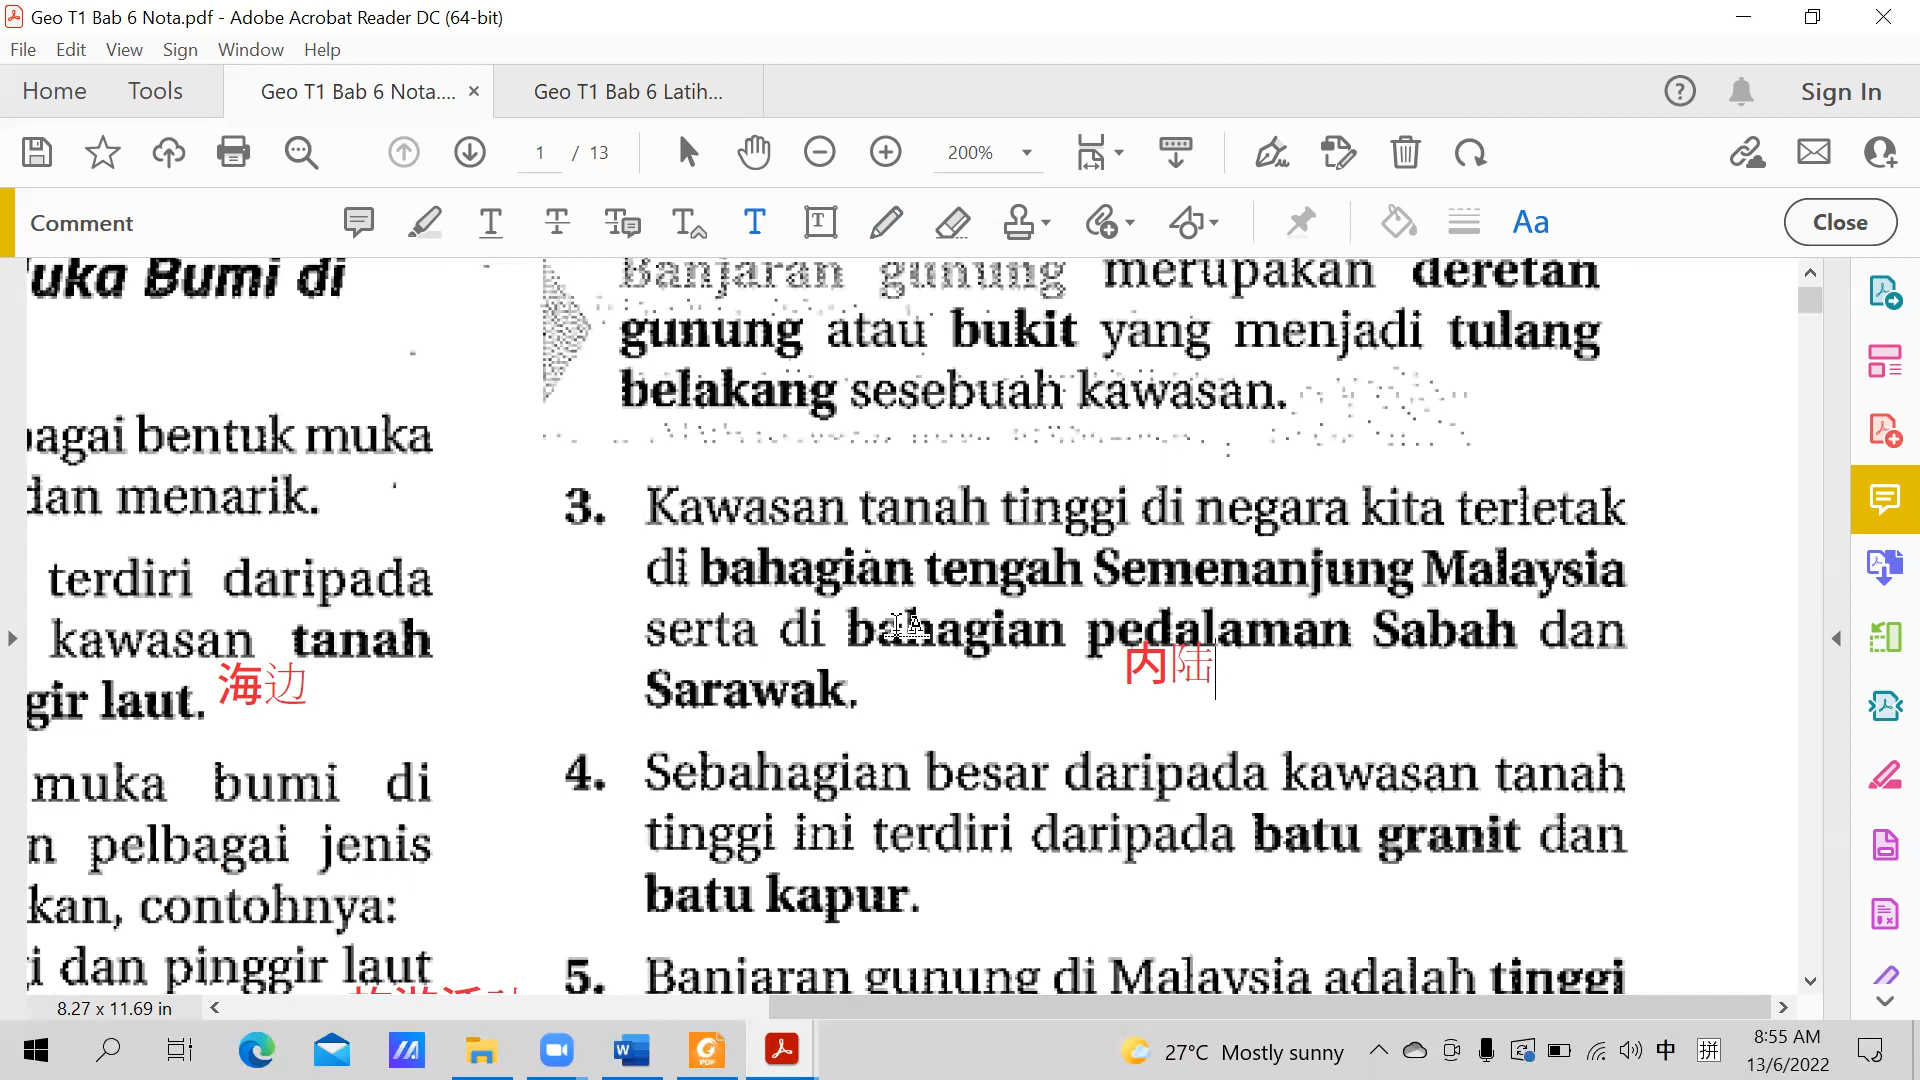 Geo T1 Bab 6 Nota.pdf - Adobe Acrobat Reader DC (64-bit)
File Edit View Sign Window Help
Home Tools Geo T1 Bab 6 Nota.... × Geo T1 Bab 6 Latih... Sign In
1 / 13 200%
Comment Aa Close
uka Bumi di
bagai bentuk muka
dan menarik.
terdiri daripada
kawasan tanah
gir laut. 海边
muka bumi di
n pelbagai jenis
kan, contohnya:
i dan pinggir laut
Banjaran gunung merupakan deretan
gunung atau bukit yang menjadi tulang
belakang sesebuah kawasan.
3. Kawasan tanah tinggi di negara kita terletak
di bahagian tengah Semenanjung Malaysia
serta di bahagian pedalaman Sabah dan
内陆
Sarawak.
4. Sebahagian besar daripada kawasan tanah
tinggi ini terdiri daripada batu granit dan
batu kapur.
5. Banjaran gunung di Malaysia adalah tinggi
8.27 x 11.69 in
27°C Mostly sunny 中 拼 8:55 AM
13/6/2022